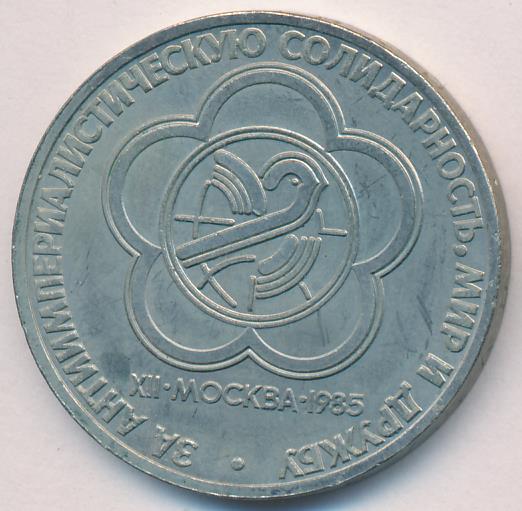 ЗА АНТИИМПЕРИАЛИСТИЧЕСКУЮ СОЛИДАРНОСТЬ, МИР И ДРУЖБУ •
XII•МОСКВА•1985